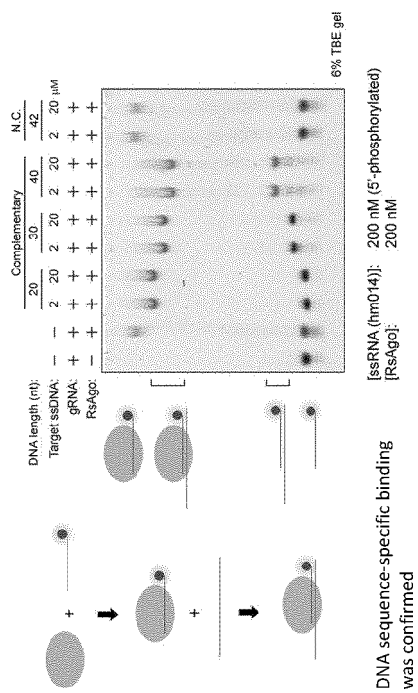 DNA length (nt):
Complementary
N.C.
20 30 40 42
Target ssDNA: — — 2 20 2 20 2 20 2 20 μM
gRNA: + + + + + + + + + +
RsAgo: — + + + + + + + + +
6% TBE gel
[ssRNA (hm014)]: 200 nM (5'-phosphorylated)
[RsAgo]: 200 nM
+
+
DNA sequence-specific binding
was confirmed